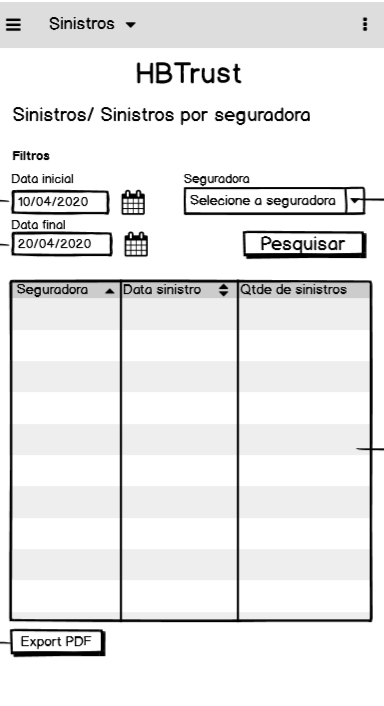 Sinistros
HBTrust
Sinistros/ Sinistros por seguradora
Filtros
Data inicial
Seguradora
10/04/2020
Selecione a seguradora
Data final
20/04/2020
Pesquisar
Seguradora
Data sinistro
Qtde de sinistros
Export PDF